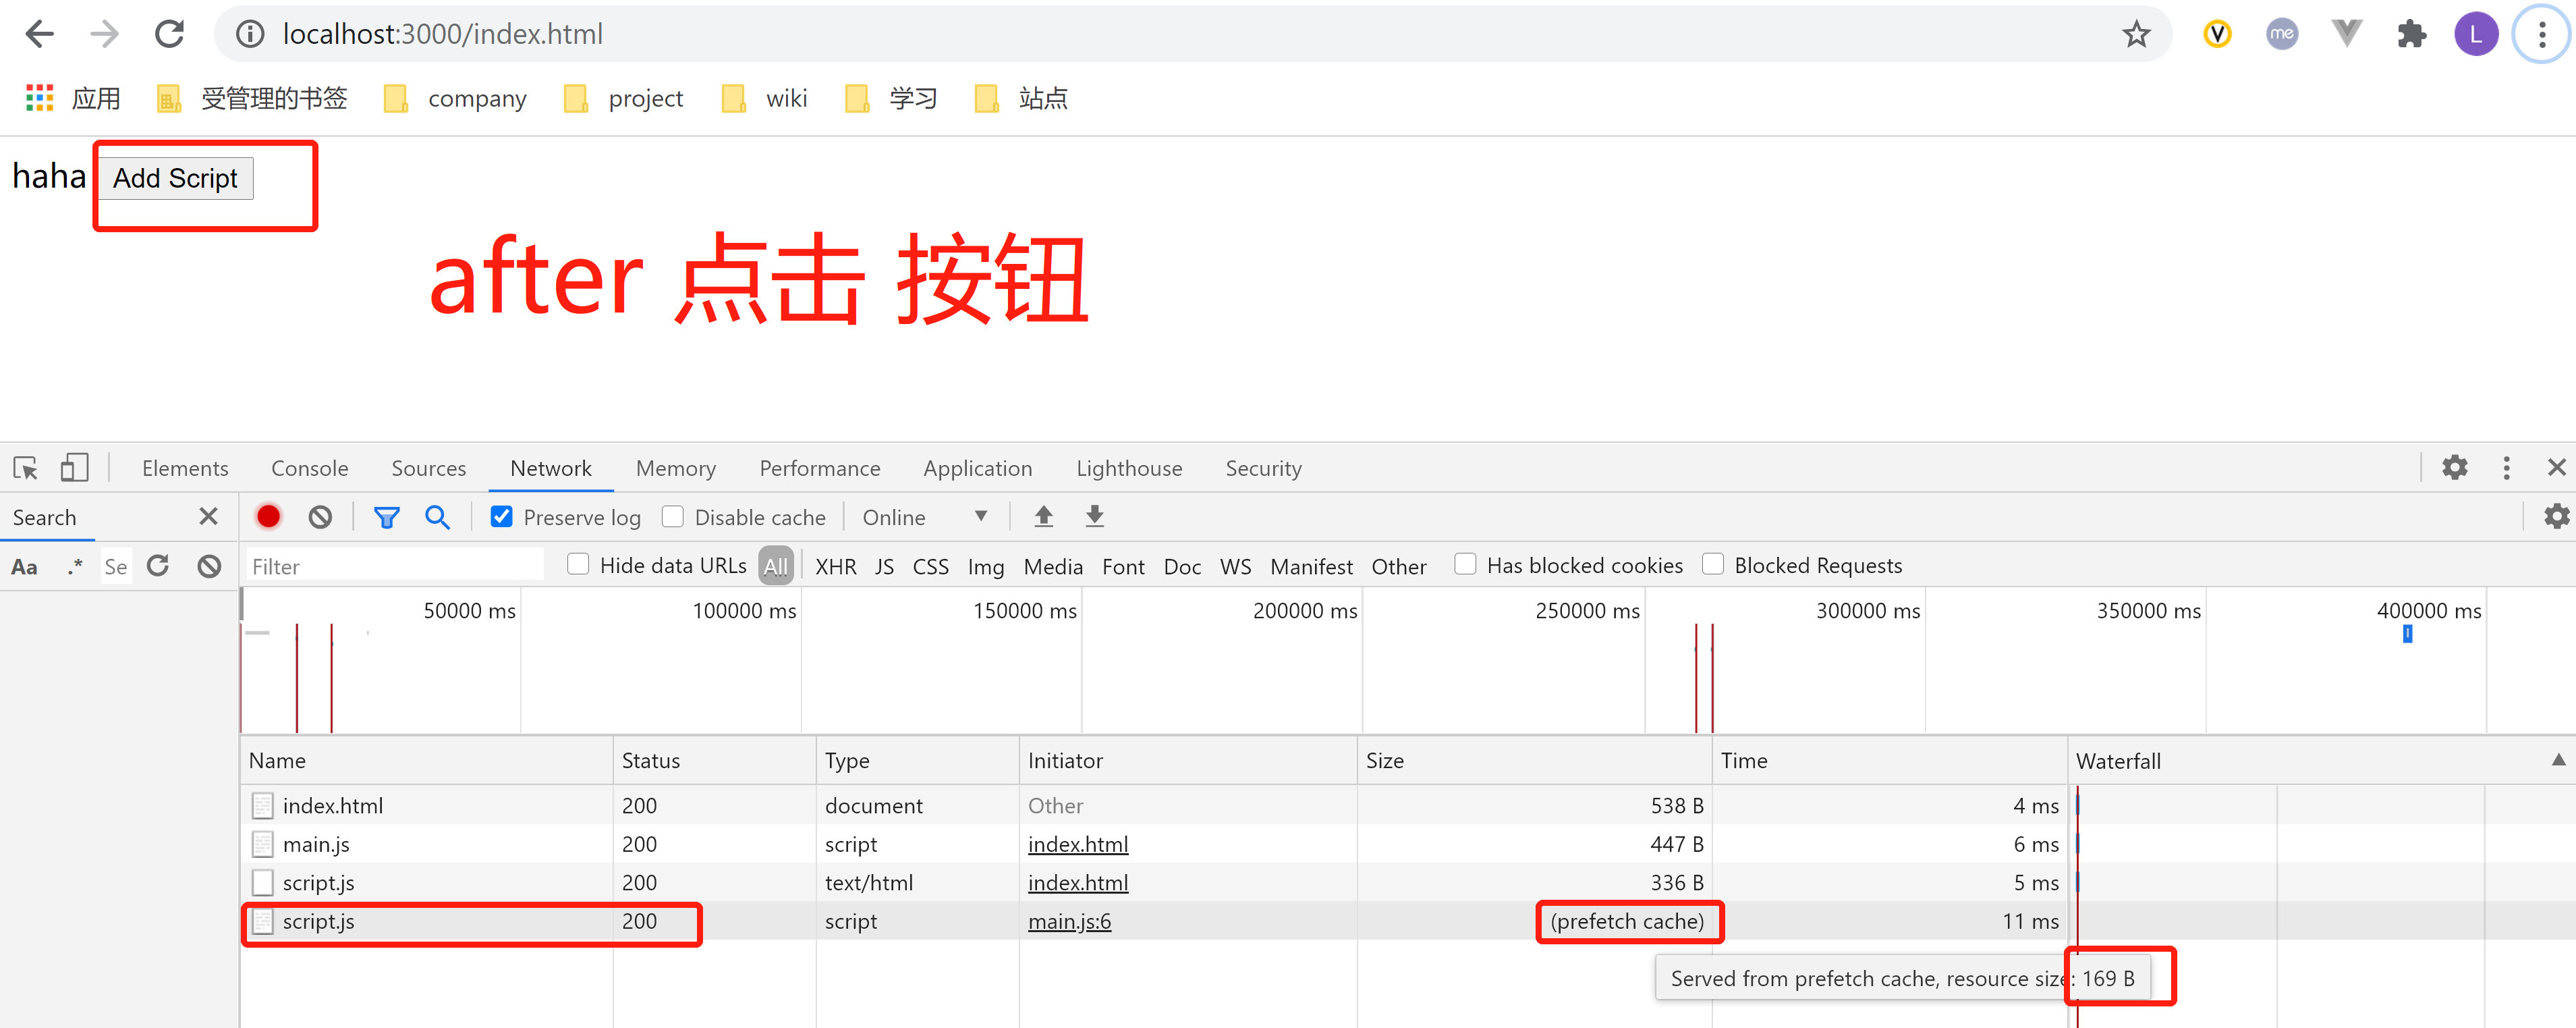 localhost:3000/index.html
V
me
L
应用 受管理的书签 company project wiki 学习 站点
haha Add Script
after 点击 按钮
Elements Console Sources Network Memory Performance Application Lighthouse Security
Search Preserve log Disable cache Online
Aa .* Se Filter Hide data URLs All XHR JS CSS Img Media Font Doc WS Manifest Other Has blocked cookies Blocked Requests
50000 ms 100000 ms 150000 ms 200000 ms 250000 ms 300000 ms 350000 ms 400000 ms
Name Status Type Initiator Size Time Waterfall
index.html 200 document Other 538 B 4 ms
main.js 200 script index.html 447 B 6 ms
script.js 200 text/html index.html 336 B 5 ms
script.js 200 script main.js:6 (prefetch cache) 11 ms
Served from prefetch cache, resource size: 169 B